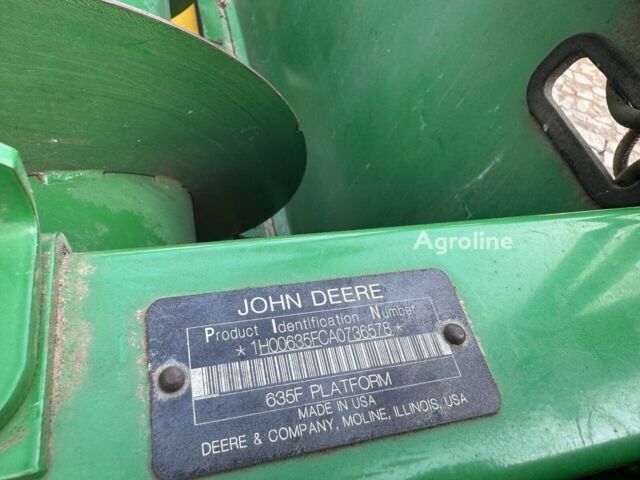 Agroline
JOHN DEERE
Product Identification Number
*1H00635FCA0736578*
635F PLATFORM
MADE IN USA
DEERE & COMPANY, MOLINE, ILLINOIS, USA